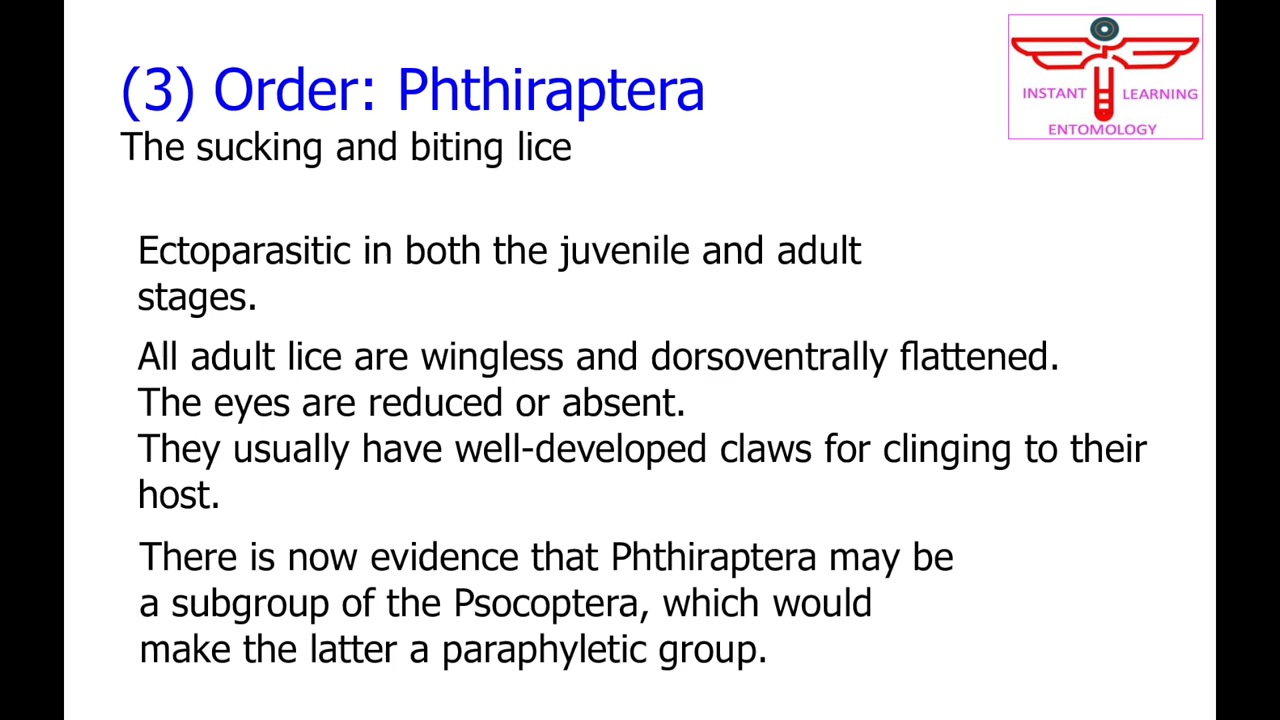 (3) Order: Phthiraptera
The sucking and biting lice
INSTANT LEARNING
ENTOMOLOGY
Ectoparasitic in both the juvenile and adult
stages.
All adult lice are wingless and dorsoventrally flattened.
The eyes are reduced or absent.
They usually have well-developed claws for clinging to their
host.
There is now evidence that Phthiraptera may be
a subgroup of the Psocoptera, which would
make the latter a paraphyletic group.